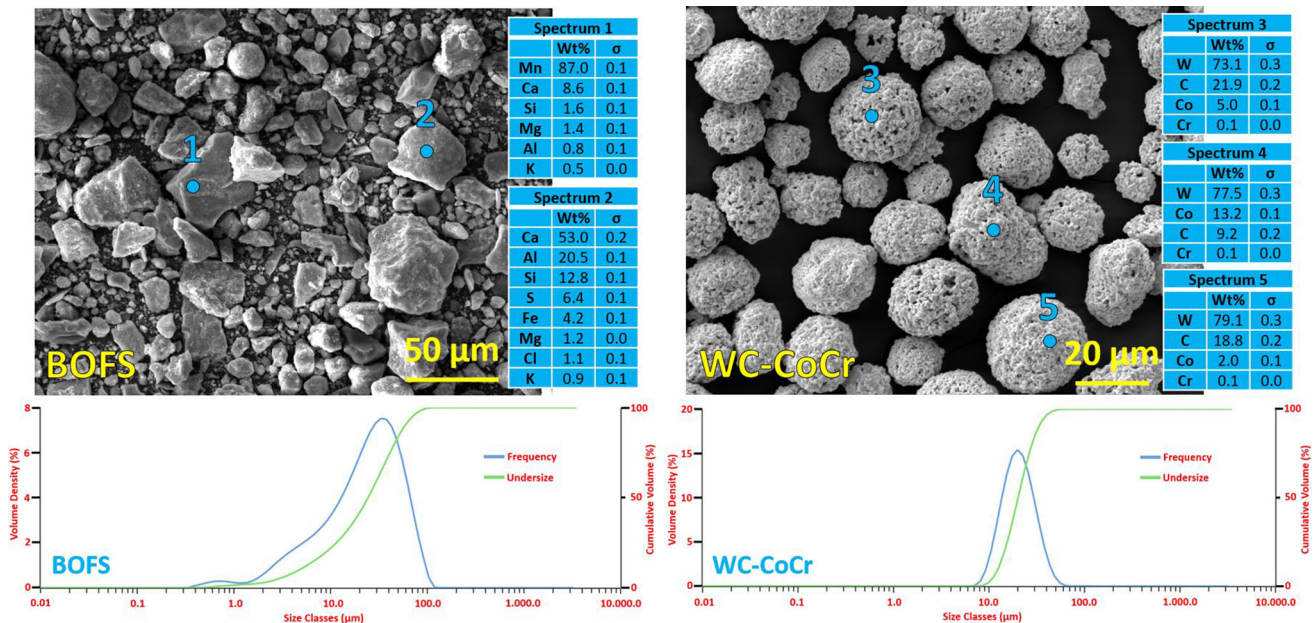 1
2
BOFS
50 µm
Spectrum 1
Wt% σ
Mn 87.0 0.1
Ca 8.6 0.1
Si 1.6 0.1
Mg 1.4 0.1
Al 0.8 0.1
K 0.5 0.0
Spectrum 2
Wt% σ
Ca 53.0 0.2
Al 20.5 0.1
Si 12.8 0.1
S 6.4 0.1
Fe 4.2 0.1
Mg 1.2 0.0
Cl 1.1 0.1
K 0.9 0.1
3
4
5
WC-CoCr
20 µm
Spectrum 3
Wt% σ
W 73.1 0.3
C 21.9 0.2
Co 5.0 0.1
Cr 0.1 0.0
Spectrum 4
Wt% σ
W 77.5 0.3
Co 13.2 0.1
C 9.2 0.2
Cr 0.1 0.0
Spectrum 5
Wt% σ
W 79.1 0.3
C 18.8 0.2
Co 2.0 0.1
Cr 0.1 0.0
Volume Density (%)
8
6
4
2
0
Frequency
Undersize
BOFS
100
50
0
Cumulative Volume (%)
0.01 0.1 1.0 10.0 100.0 1.000.0 10.000.0
Size Classes (µm)
Volume Density (%)
20
15
10
5
0
Frequency
Undersize
WC-CoCr
100
50
0
Cumulative Volume (%)
0.01 0.1 1.0 10.0 100.0 1.000.0 10.000.0
Size Classes (µm)